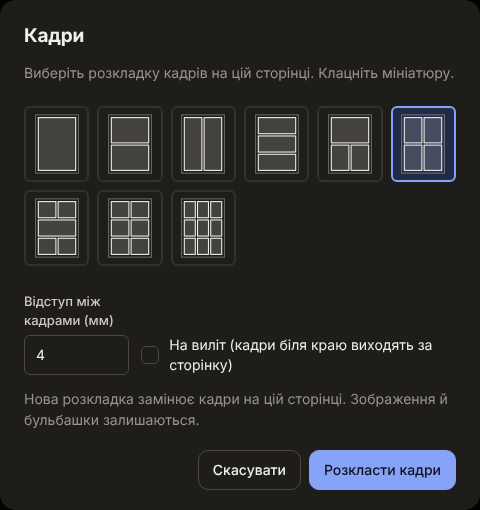 Кадри
Виберіть розкладку кадрів на цій сторінці. Клацніть мініатюру.
Відступ між
кадрами (мм)
4
На виліт (кадри біля краю виходять за
сторінку)
Нова розкладка замінює кадри на цій сторінці. Зображення й
бульбашки залишаються.
Скасувати
Розкласти кадри